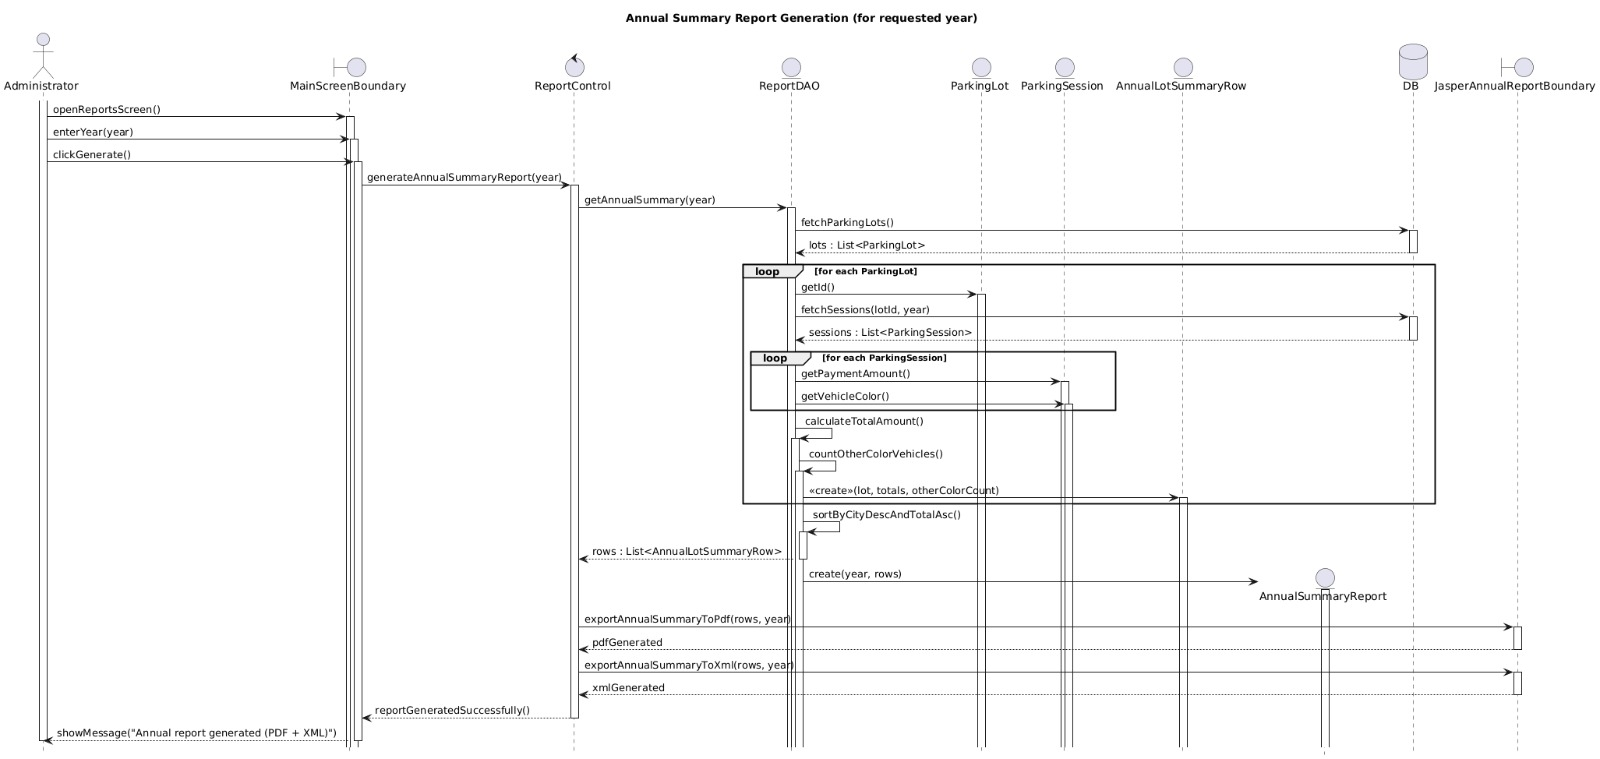 Annual Summary Report Generation (for requested year)
Administrator
MainScreenBoundary
ReportControl
ReportDAO
ParkingLot
ParkingSession
AnnualLotSummaryRow
DB
JasperAnnualReportBoundary
openReportsScreen()
enterYear(year)
clickGenerate()
generateAnnualSummaryReport(year)
getAnnualSummary(year)
fetchParkingLots()
lots : List<ParkingLot>
loop [for each ParkingLot]
getId()
fetchSessions(lotId, year)
sessions : List<ParkingSession>
loop [for each ParkingSession]
getPaymentAmount()
getVehicleColor()
calculateTotalAmount()
countOtherColorVehicles()
«create»(lot, totals, otherColorCount)
sortByCityDescAndTotalAsc()
rows : List<AnnualLotSummaryRow>
create(year, rows)
AnnualSummaryReport
exportAnnualSummaryToPdf(rows, year)
pdfGenerated
exportAnnualSummaryToXml(rows, year)
xmlGenerated
reportGeneratedSuccessfully()
showMessage("Annual report generated (PDF + XML)")